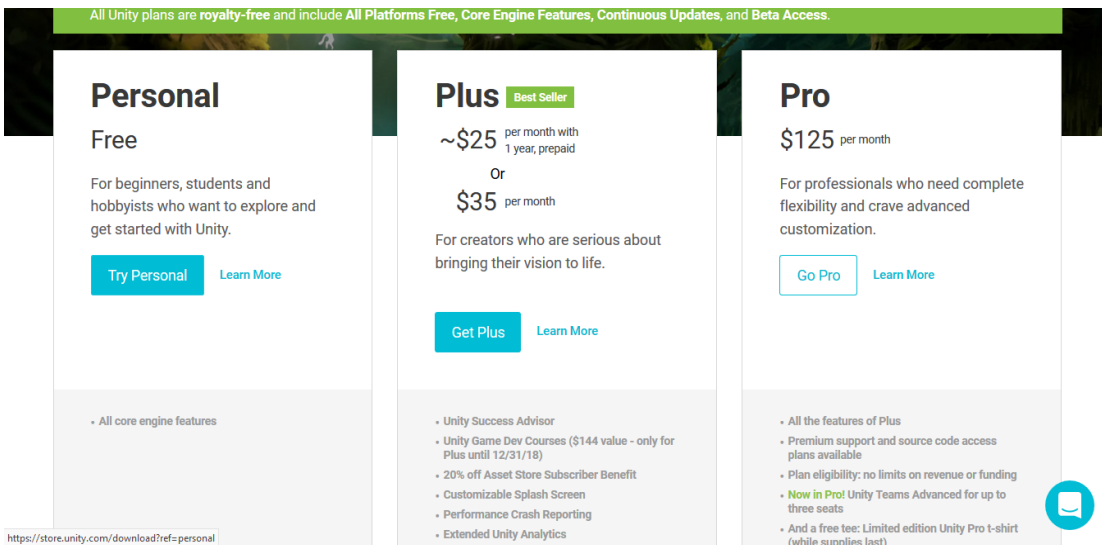 All Unity plans are royalty-free and include All Platforms Free, Core Engine Features, Continuous Updates, and Beta Access.
Personal
Free
For beginners, students and
hobbyists who want to explore and
get started with Unity.
Try Personal Learn More
• All core engine features
Plus Best Seller
~$25 per month with
1 year, prepaid
Or
$35 per month
For creators who are serious about
bringing their vision to life.
Get Plus Learn More
• Unity Success Advisor
• Unity Game Dev Courses ($144 value - only for
Plus until 12/31/18)
• 20% off Asset Store Subscriber Benefit
• Customizable Splash Screen
• Performance Crash Reporting
• Extended Unity Analytics
Pro
$125 per month
For professionals who need complete
flexibility and crave advanced
customization.
Go Pro Learn More
• All the features of Plus
• Premium support and source code access
plans available
• Plan eligibility: no limits on revenue or funding
• Now in Pro! Unity Teams Advanced for up to
three seats
• And a free tee: Limited edition Unity Pro t-shirt
(while supplies last)
https://store.unity.com/download?ref=personal